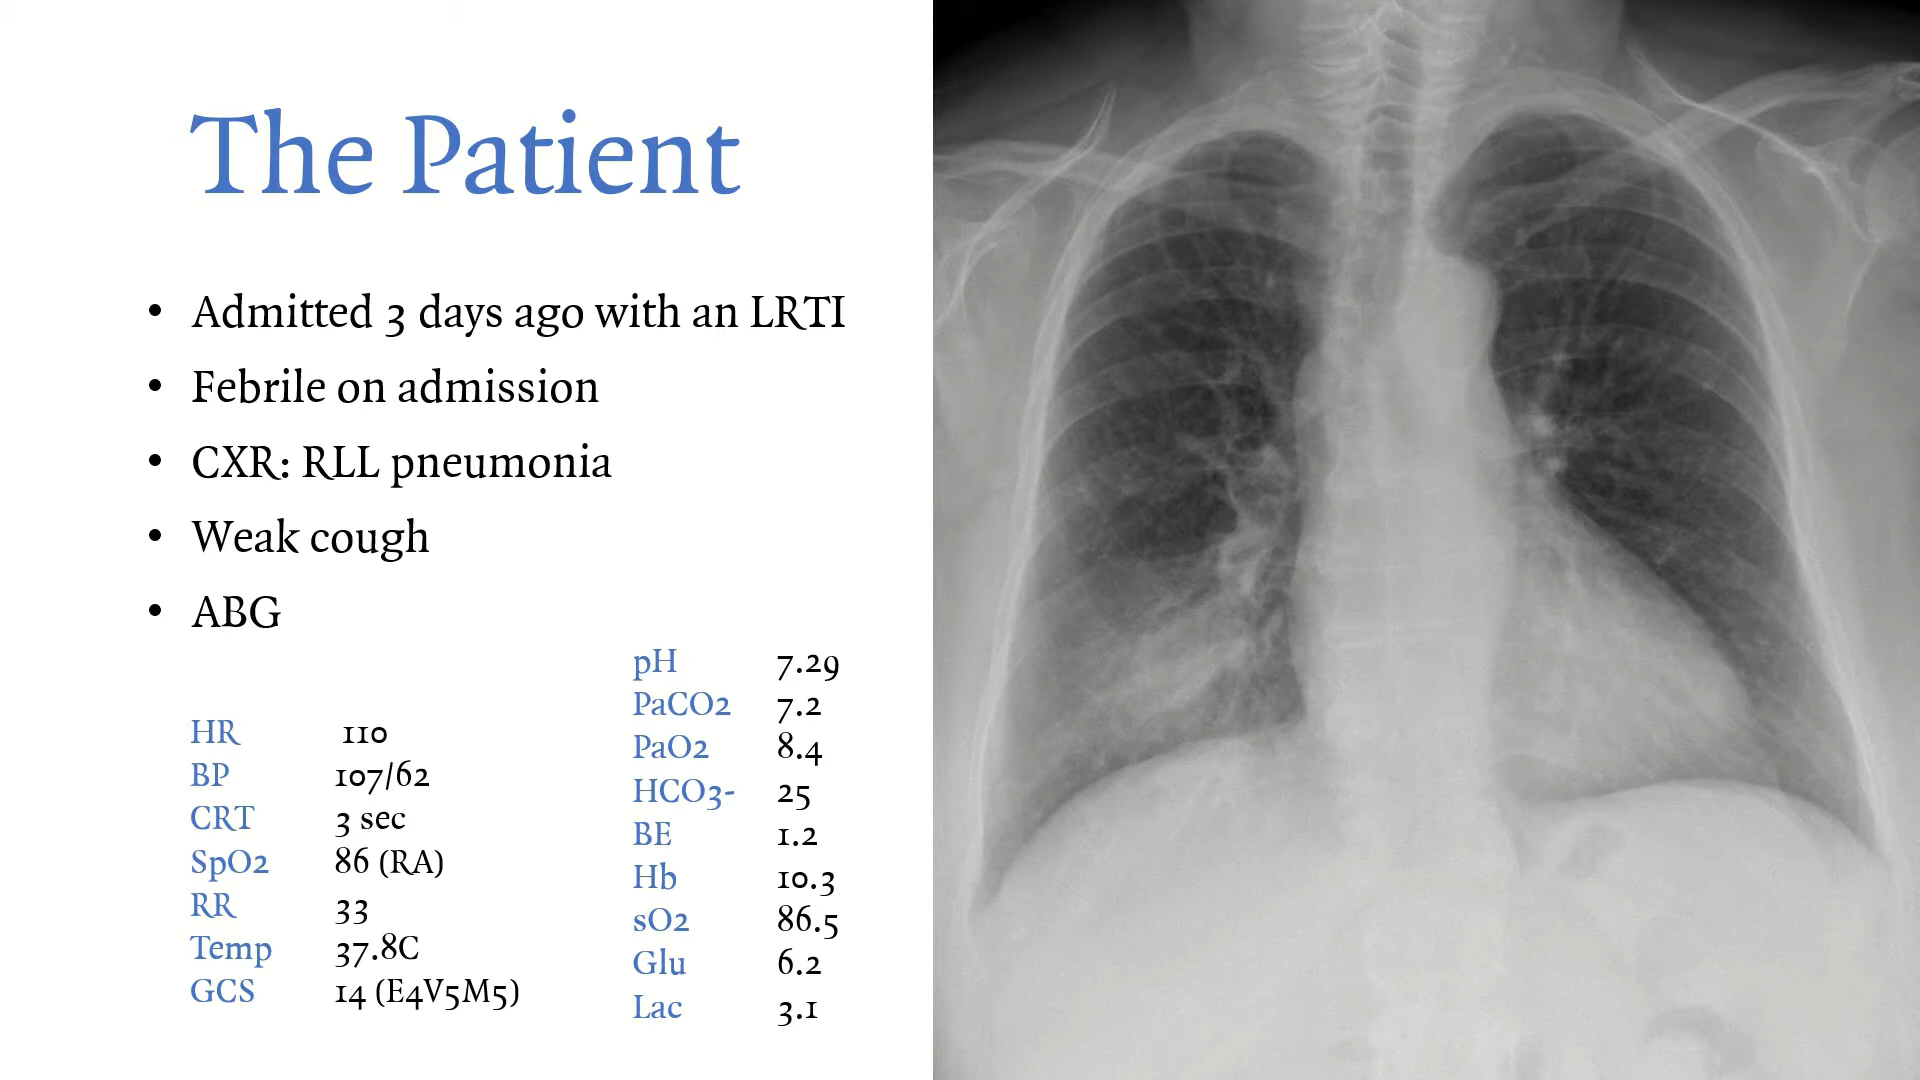 The Patient
• Admitted 3 days ago with an LRTI
• Febrile on admission
• CXR: RLL pneumonia
• Weak cough
• ABG
HR 110
BP 107/62
CRT 3 sec
SpO2 86 (RA)
RR 33
Temp 37.8C
GCS 14 (E4V5M5)
pH 7.29
PaCO2 7.2
PaO2 8.4
HCO3- 25
BE 1.2
Hb 10.3
sO2 86.5
Glu 6.2
Lac 3.1